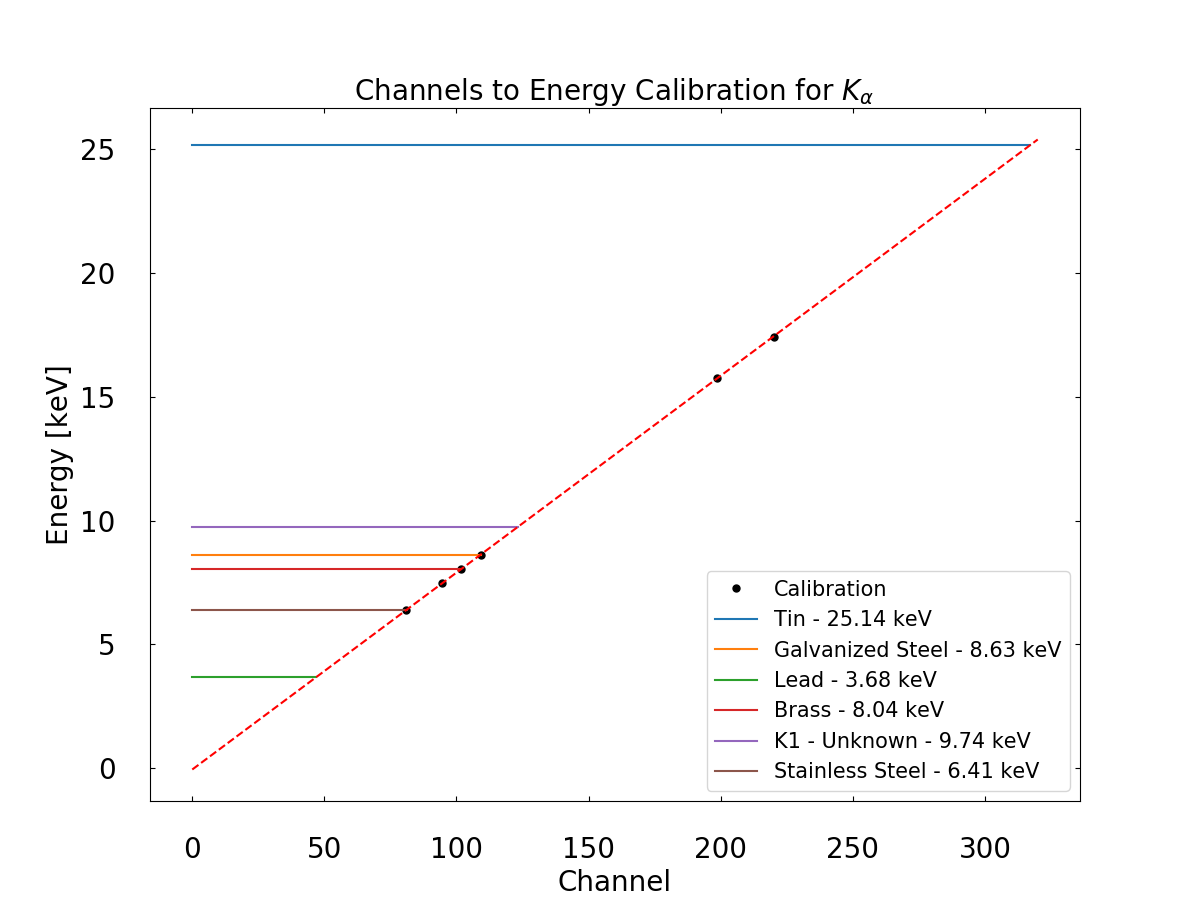 Channels to Energy Calibration for Kα
25
20
15
10
5
0
Energy [keV]
Calibration
Tin - 25.14 keV
Galvanized Steel - 8.63 keV
Lead - 3.68 keV
Brass - 8.04 keV
K1 - Unknown - 9.74 keV
Stainless Steel - 6.41 keV
0 50 100 150 200 250 300
Channel